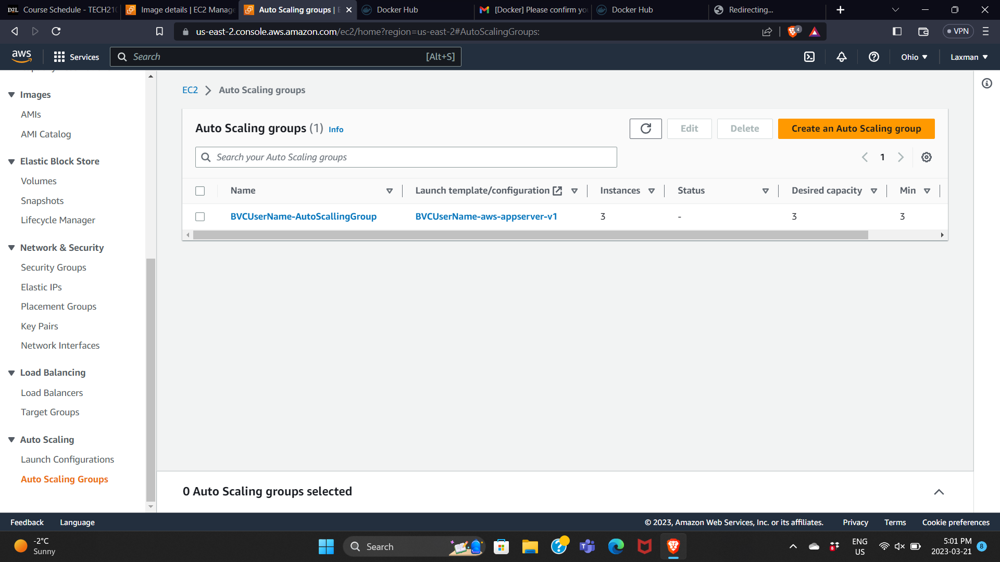 D2L Course Schedule - TECH210
Image details | EC2 Manage
Auto Scaling groups | E
Docker Hub
[Docker] Please confirm yo
Docker Hub
Redirecting...
us-east-2.console.aws.amazon.com/ec2/home?region=us-east-2#AutoScalingGroups:
4
VPN
aws
Services
Search
[Alt+S]
Ohio
Laxman
Images
AMIs
AMI Catalog
Elastic Block Store
Volumes
Snapshots
Lifecycle Manager
Network & Security
Security Groups
Elastic IPs
Placement Groups
Key Pairs
Network Interfaces
Load Balancing
Load Balancers
Target Groups
Auto Scaling
Launch Configurations
Auto Scaling Groups
EC2 > Auto Scaling groups
Auto Scaling groups (1) Info
Edit
Delete
Create an Auto Scaling group
Search your Auto Scaling groups
1
Name Launch template/configuration Instances Status Desired capacity Min
BVCUserName-AutoScallingGroup BVCUserName-aws-appserver-v1 3 - 3 3
0 Auto Scaling groups selected
Feedback Language
© 2023, Amazon Web Services, Inc. or its affiliates. Privacy Terms Cookie preferences
-2°C
Sunny
Search
8
ENG
US
5:01 PM
2023-03-21
8